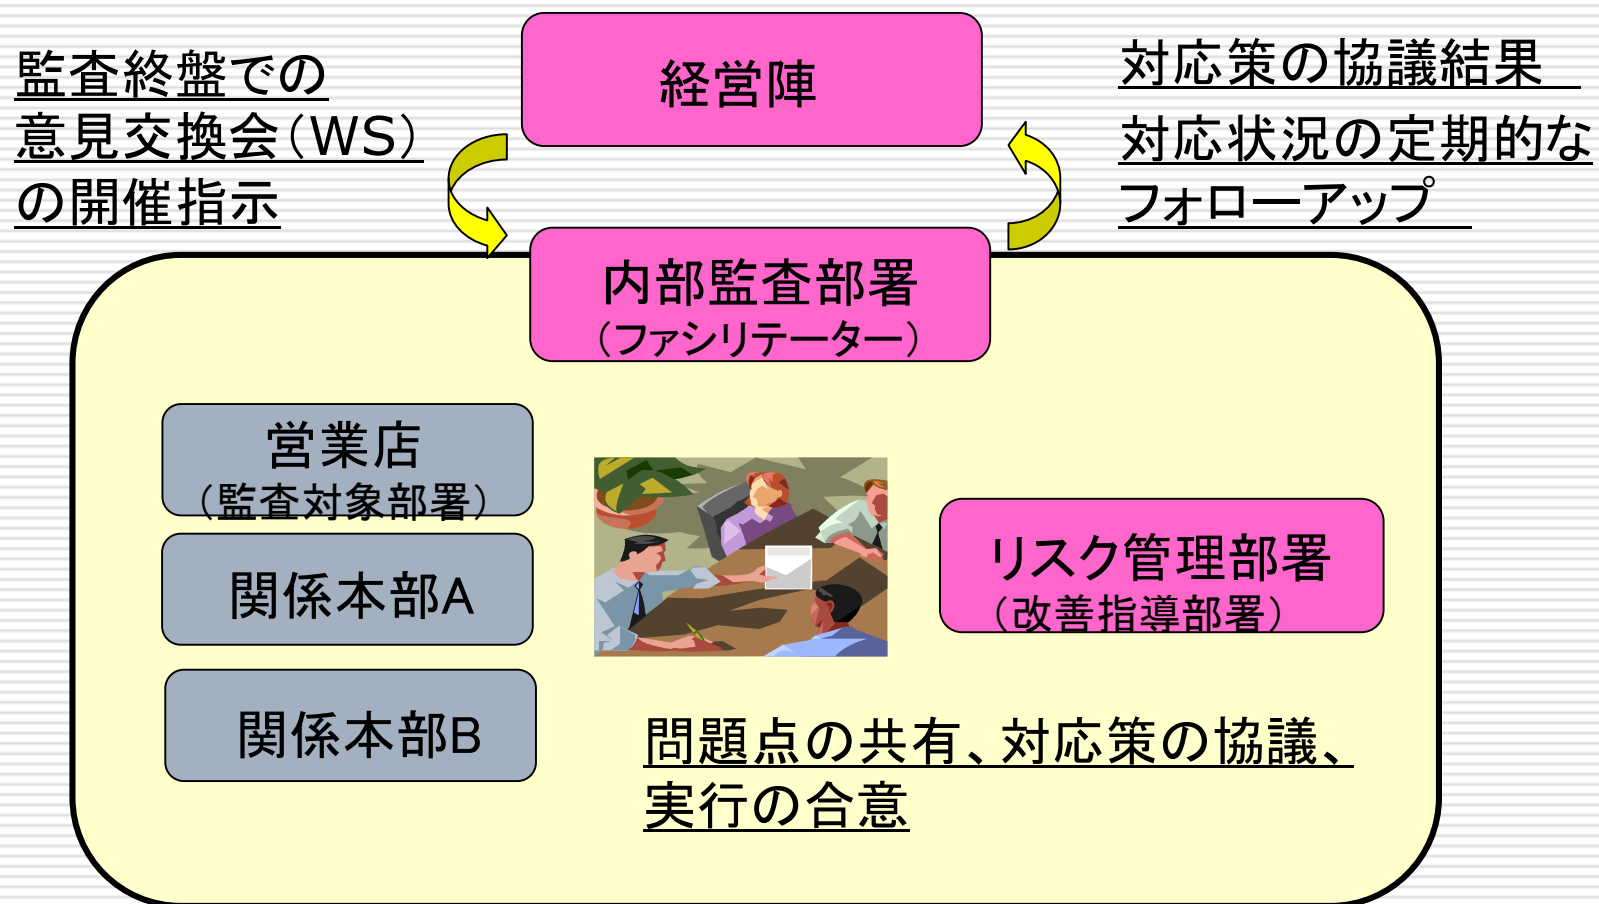 監査終盤での
意見交換会（WS）
の開催指示
経営陣
対応策の協議結果
対応状況の定期的な
フォローアップ
内部監査部署
（ファシリテーター）
営業店
（監査対象部署）
関係本部A
関係本部B
リスク管理部署
（改善指導部署）
問題点の共有、対応策の協議、
実行の合意